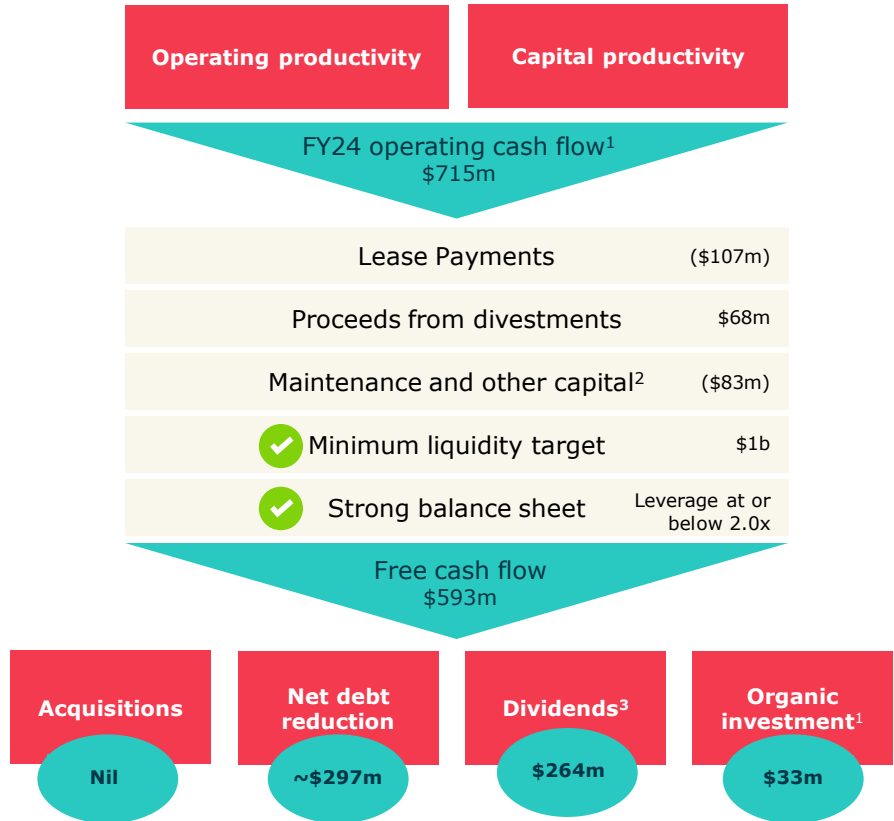 Operating productivity
Capital productivity
FY24 operating cash flow¹
$715m
Lease Payments ($107m)
Proceeds from divestments $68m
Maintenance and other capital² ($83m)
Minimum liquidity target $1b
Strong balance sheet Leverage at or
below 2.0x
Free cash flow
$593m
Acquisitions
Nil
Net debt
reduction
~$297m
Dividends³
$264m
Organic
investment¹
$33m